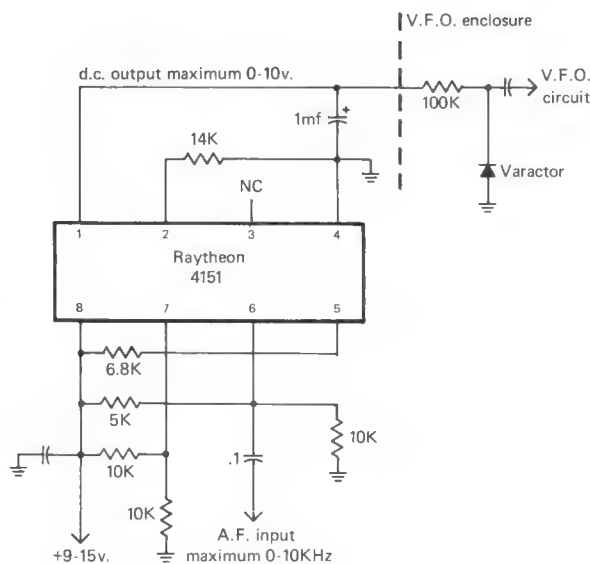 V.F.O. enclosure
d.c. output maximum 0-10v.
V.F.O.
circuit
100K
1mf
+
14K
NC
Varactor
1 2 3 4
Raytheon
4151
8 7 6 5
6.8K
5K
10K
10K
.1
10K
A.F. input
+9-15v.
maximum 0-10KHz